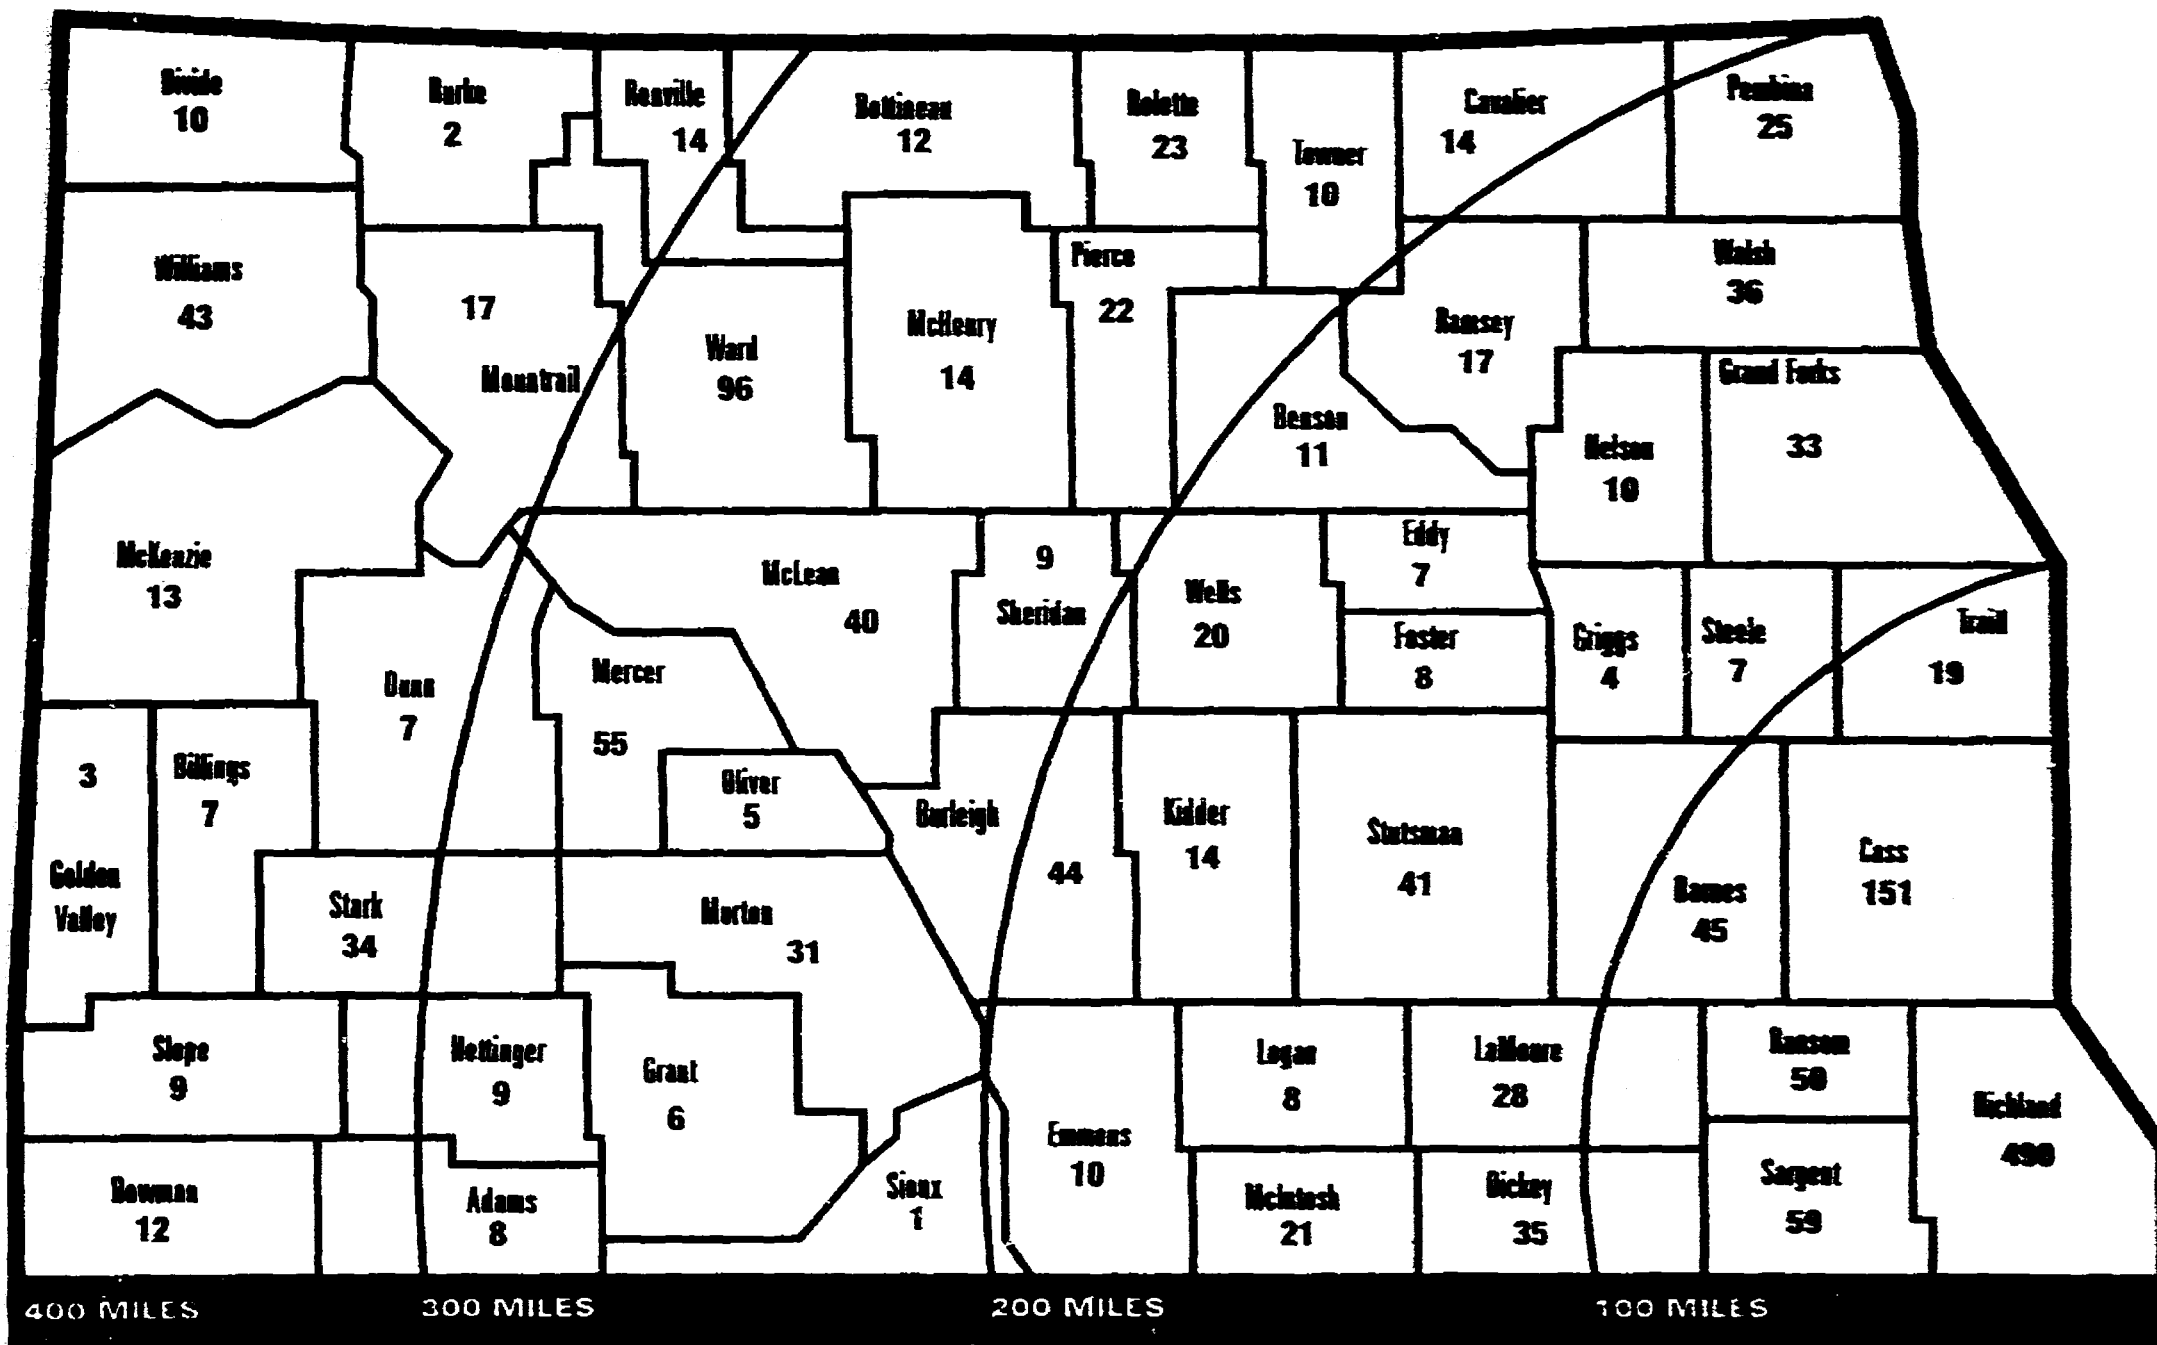 Divide
10
Burke
2
Renville
14
Bottineau
12
Rolette
23
Towner
10
Cavalier
14
Pembina
25
Williams
43
17
Mountrail
Ward
96
McHenry
14
Pierce
22
Benson
11
Ramsey
17
Walsh
36
Nelson
10
Grand Forks
33
McKenzie
13
Dunn
7
McLean
40
Mercer
55
Oliver
5
9
Sheridan
Wells
20
Eddy
7
Foster
8
Griggs
4
Steele
7
Traill
19
3
Golden
Valley
Billings
7
Stark
34
Morton
31
Burleigh
44
Kidder
14
Stutsman
41
Barnes
45
Cass
151
Slope
9
Hettinger
9
Grant
6
Bowman
12
Adams
8
Sioux
1
Emmons
10
Logan
8
McIntosh
21
LaMoure
28
Dickey
35
Ransom
50
Sargent
59
Richland
490
400 MILES
300 MILES
200 MILES
100 MILES